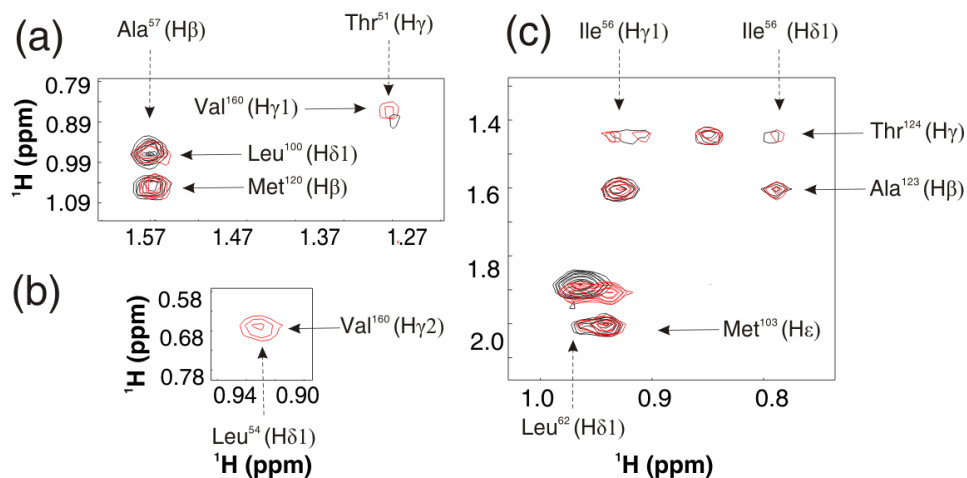 (a)
Ala⁵⁷ (Hβ)
Thr⁵¹ (Hγ)
0.79
0.89
0.99
1.09
¹H (ppm)
Val¹⁶⁰ (Hγ1)
Leu¹⁰⁰ (Hδ1)
Met¹²⁰ (Hβ)
1.57 1.47 1.37 1.27
(b)
0.58
0.68
0.78
¹H (ppm)
Val¹⁶⁰ (Hγ2)
0.94 0.90
Leu⁵⁴ (Hδ1)
¹H (ppm)
(c)
Ile⁵⁶ (Hγ1)
Ile⁵⁶ (Hδ1)
1.4
1.6
1.8
2.0
¹H (ppm)
Thr¹²⁴ (Hγ)
Ala¹²³ (Hβ)
Met¹⁰³ (Hε)
1.0 0.9 0.8
Leu⁶² (Hδ1)
¹H (ppm)